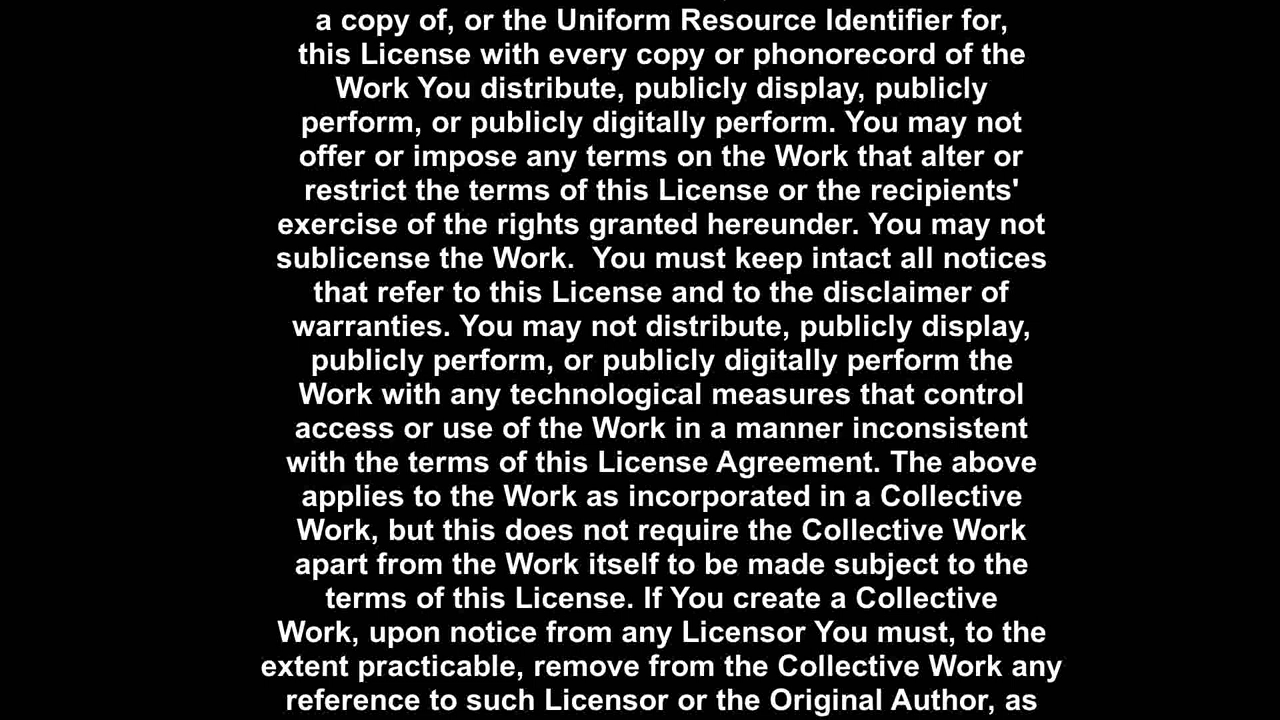 a copy of, or the Uniform Resource Identifier for,
this License with every copy or phonorecord of the
Work You distribute, publicly display, publicly
perform, or publicly digitally perform. You may not
offer or impose any terms on the Work that alter or
restrict the terms of this License or the recipients'
exercise of the rights granted hereunder. You may not
sublicense the Work.  You must keep intact all notices
that refer to this License and to the disclaimer of
warranties. You may not distribute, publicly display,
publicly perform, or publicly digitally perform the
Work with any technological measures that control
access or use of the Work in a manner inconsistent
with the terms of this License Agreement. The above
applies to the Work as incorporated in a Collective
Work, but this does not require the Collective Work
apart from the Work itself to be made subject to the
terms of this License. If You create a Collective
Work, upon notice from any Licensor You must, to the
extent practicable, remove from the Collective Work any
reference to such Licensor or the Original Author, as